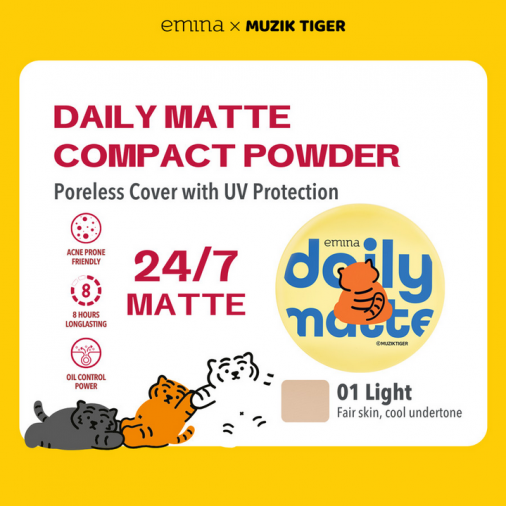 emina × MUZIK TIGER
DAILY MATTE
COMPACT POWDER
Poreless Cover with UV Protection
ACNE PRONE
FRIENDLY
8
8 HOURS
LONGLASTING
OIL CONTROL
POWER
24/7
MATTE
emina
daily
matte
©MUZIKTIGER
01 Light
Fair skin, cool undertone